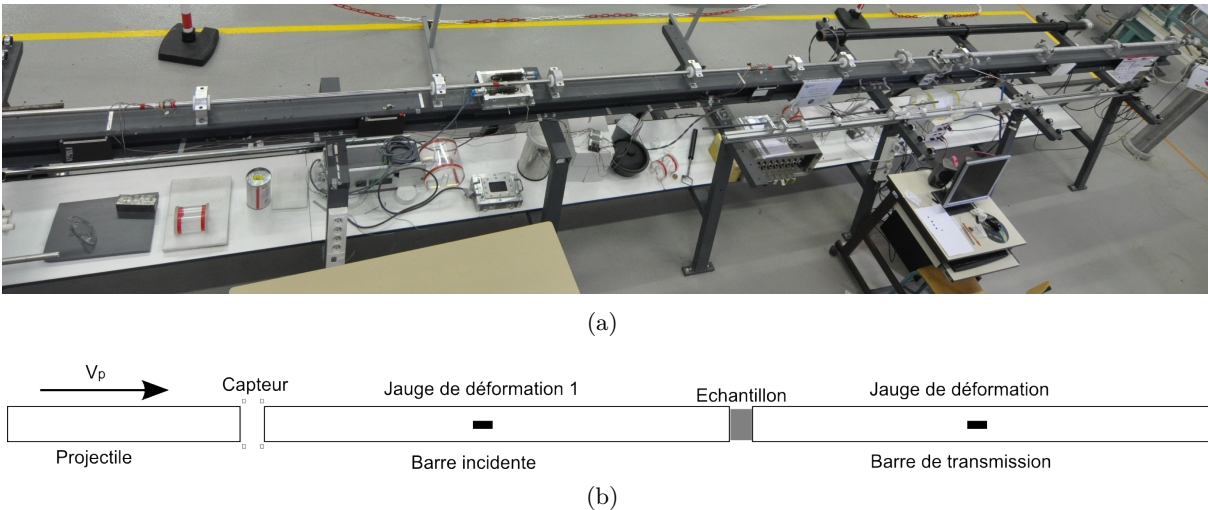 (a)
Vp
Capteur
Jauge de déformation 1
Echantillon
Jauge de déformation
Projectile
Barre incidente
Barre de transmission
(b)